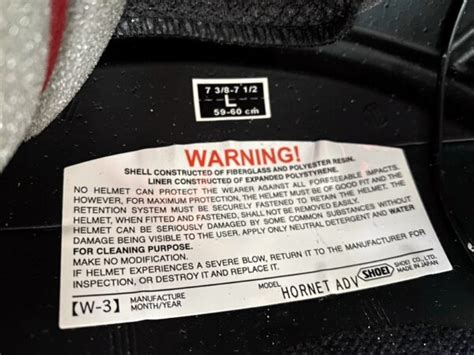 7 3/8-7 1/2
L
59-60 cm
WARNING!
SHELL CONSTRUCTED OF FIBERGLASS AND POLYESTER RESIN.
LINER CONSTRUCTED OF EXPANDED POLYSTYRENE.
NO HELMET CAN PROTECT THE WEARER AGAINST ALL FORESEEABLE IMPACTS.
HOWEVER, FOR MAXIMUM PROTECTION, THE HELMET MUST BE OF GOOD FIT AND THE
RETENTION SYSTEM MUST BE SECURELY FASTENED TO RETAIN THE HELMET. THE
HELMET, WHEN FITTED AND FASTENED, SHALL NOT BE REMOVED EASILY.
HELMET CAN BE SERIOUSLY DAMAGED BY SOME COMMON SUBSTANCES WITHOUT
DAMAGE BEING VISIBLE TO THE USER. APPLY ONLY NEUTRAL DETERGENT AND WATER
FOR CLEANING PURPOSE.
MAKE NO MODIFICATION.
IF HELMET EXPERIENCES A SEVERE BLOW, RETURN IT TO THE MANUFACTURER FOR
INSPECTION, OR DESTROY IT AND REPLACE IT.
[W-3] MANUFACTURE MONTH/YEAR MODEL HORNET ADV SHOEI SHOEI CO., LTD. MADE IN JAPAN